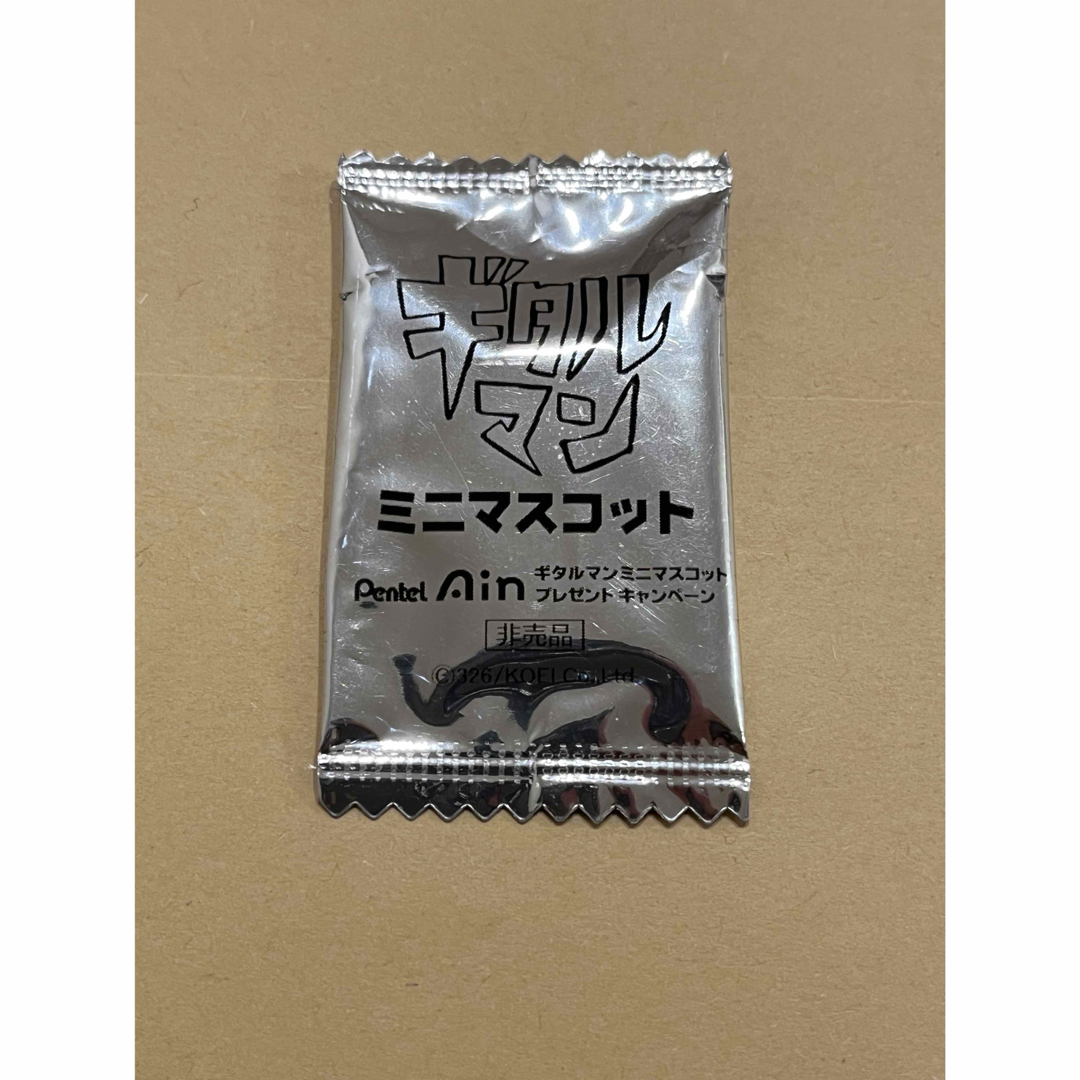 ギタル
マン
ミニマスコット
Pentel Ain ギタルマンミニマスコット
プレゼントキャンペーン
非売品
(C)326/KOEI Co.,Ltd.